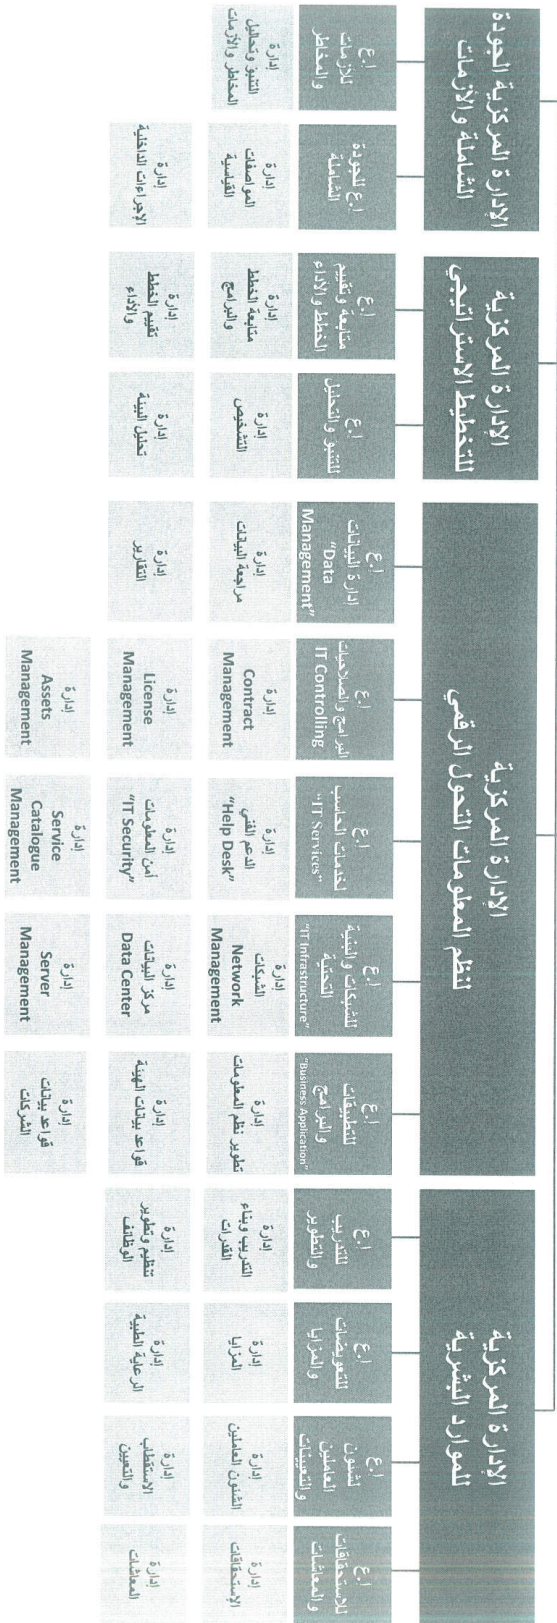 الإدارة المركزية
للموارد البشرية
الإدارة المركزية
لنظم المعلومات التحول الرقمي
الإدارة المركزية
للتخطيط الاستراتيجي
الإدارة المركزية الجودة
الشاملة والأزمات
ا.ع
للاستحقاقات
والمعاشات
ا.ع
لشئون
العاملين
والتعيينات
ا.ع
للتعويضات
والمزايا
ا.ع
للتدريب
والتطوير
ا.ع
للتطبيقات
والبرامج
"Business Application"
ا.ع
للشبكات والبنية
التحتية
"IT Infrastructure"
ا.ع
لخدمات الحاسب
"IT Services"
ا.ع
البرامج والصلاحيات
IT Controlling
ا.ع
إدارة البيانات
"Data
Management"
ا.ع
للتنبؤ والتحليل
ا.ع
متابعة وتقييم
الخطط والاداء
ا.ع للجودة
الشاملة
ا.ع
للازمات
والمخاطر
إدارة
الإستحقاقات
إدارة
الشئون العاملين
إدارة
المزايا
إدارة
التدريب وبناء
القدرات
إدارة
تطوير نظم المعلومات
إدارة
الشبكات
Network
Management
إدارة
الدعم الفني
"Help Desk"
إدارة
Contract
Management
إدارة
مراجعة البيانات
إدارة
التشخيص
إدارة
متابعة الخطط
والبرامج
إدارة
المواصفات
القياسية
إدارة
التنبؤ وتحاليل
المخاطر والأزمات
إدارة
المعاشات
إدارة
الاستقطاب
والتعيين
إدارة
الرعاية الطبية
إدارة
تنظيم وتطوير
الوظائف
إدارة
قواعد بيانات الهيئة
إدارة
مركز البيانات
Data Center
إدارة
أمن المعلومات
"IT Security"
إدارة
License
Management
إدارة
التقارير
إدارة
تحليل البيئة
إدارة
تقييم الخطط
والأداء
إدارة
الإجراءات الداخلية
إدارة
قواعد بيانات
الشركات
إدارة
Server
Management
إدارة
Service
Catalogue
Management
إدارة
Assets
Management